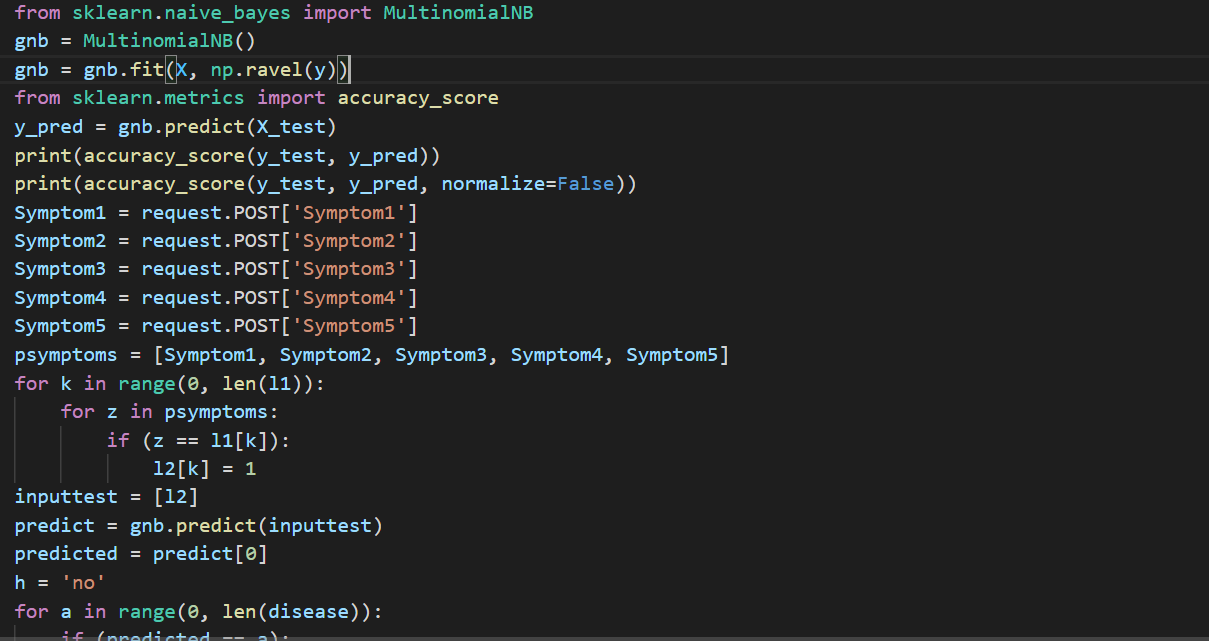 from sklearn.naive_bayes import MultinomialNB
gnb = MultinomialNB()
gnb = gnb.fit(X, np.ravel(y))
from sklearn.metrics import accuracy_score
y_pred = gnb.predict(X_test)
print(accuracy_score(y_test, y_pred))
print(accuracy_score(y_test, y_pred, normalize=False))
Symptom1 = request.POST['Symptom1']
Symptom2 = request.POST['Symptom2']
Symptom3 = request.POST['Symptom3']
Symptom4 = request.POST['Symptom4']
Symptom5 = request.POST['Symptom5']
psymptoms = [Symptom1, Symptom2, Symptom3, Symptom4, Symptom5]
for k in range(0, len(l1)):
    for z in psymptoms:
        if (z == l1[k]):
            l2[k] = 1
inputtest = [l2]
predict = gnb.predict(inputtest)
predicted = predict[0]
h = 'no'
for a in range(0, len(disease)):
    if (predicted == a):